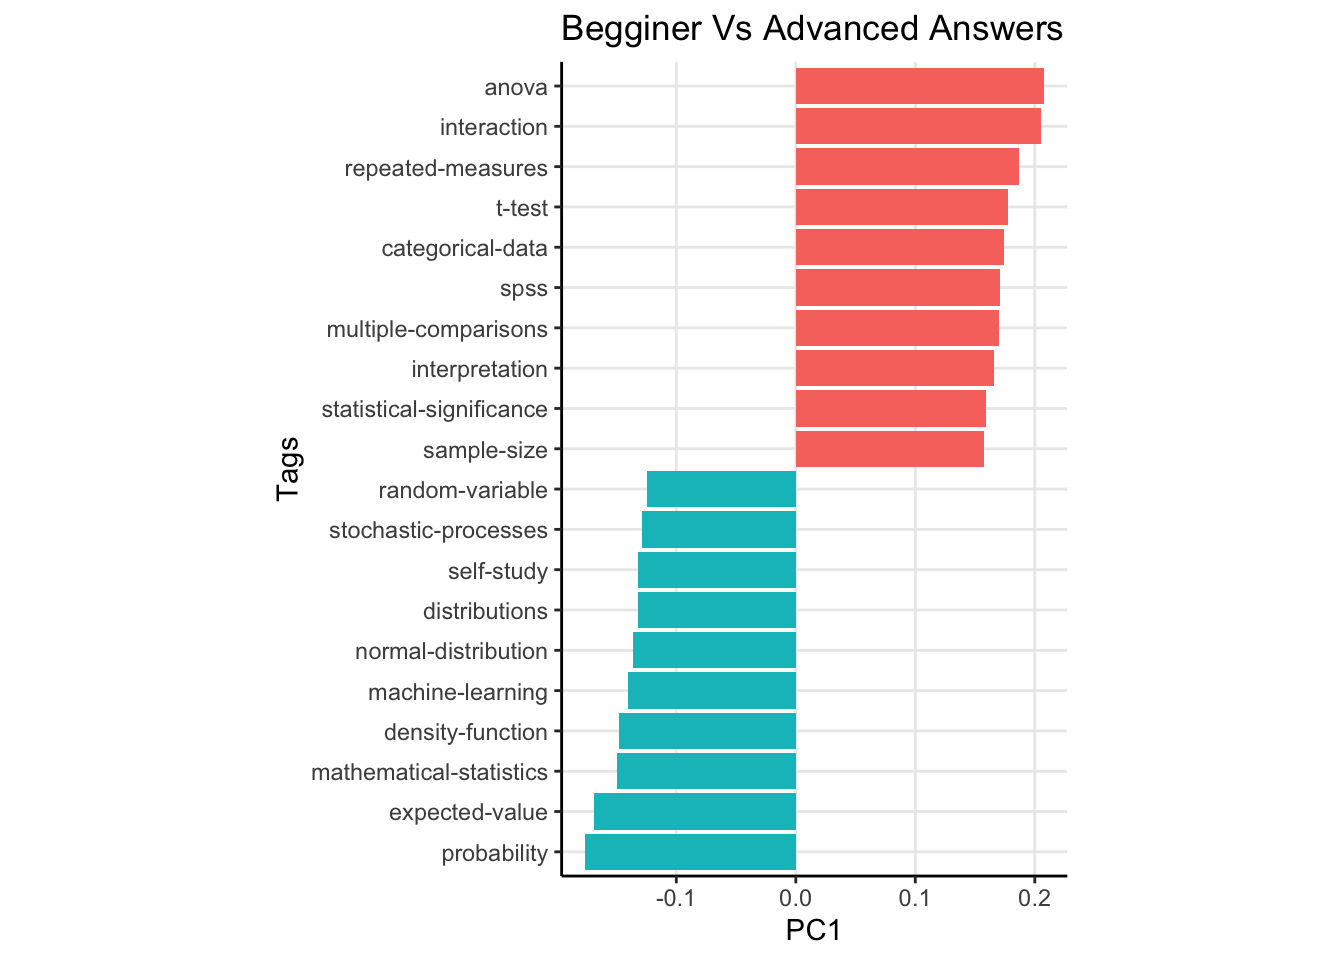 Begginer Vs Advanced Answers
anova
interaction
repeated-measures
t-test
categorical-data
spss
multiple-comparisons
interpretation
statistical-significance
sample-size
random-variable
stochastic-processes
self-study
distributions
normal-distribution
machine-learning
density-function
mathematical-statistics
expected-value
probability
Tags
-0.1 0.0 0.1 0.2
PC1